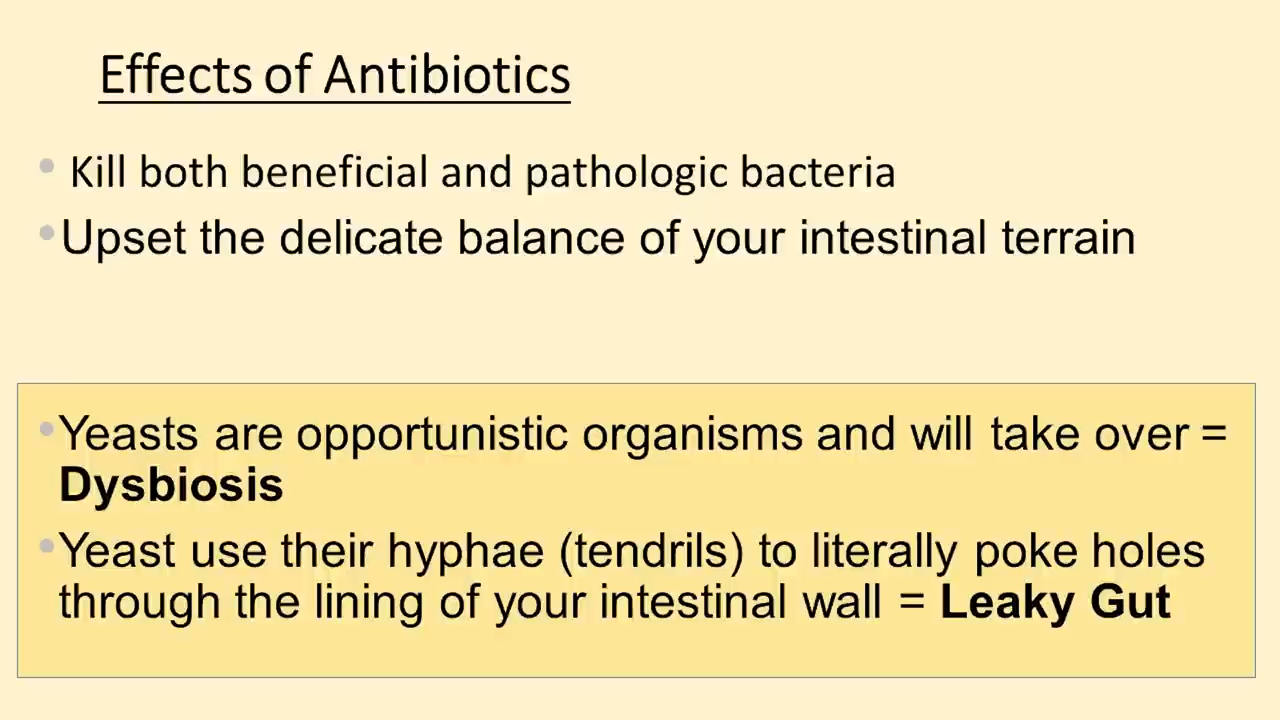 Effects of Antibiotics
• Kill both beneficial and pathologic bacteria
•Upset the delicate balance of your intestinal terrain
•Yeasts are opportunistic organisms and will take over =
Dysbiosis
•Yeast use their hyphae (tendrils) to literally poke holes
through the lining of your intestinal wall = Leaky Gut